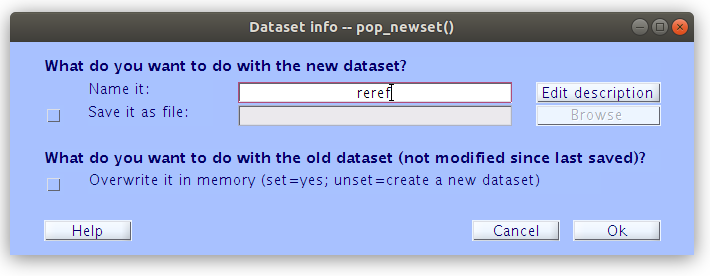 Dataset info -- pop_newset()
What do you want to do with the new dataset?
Name it: reref Edit description
Save it as file: Browse
What do you want to do with the old dataset (not modified since last saved)?
Overwrite it in memory (set=yes; unset=create a new dataset)
Help Cancel Ok